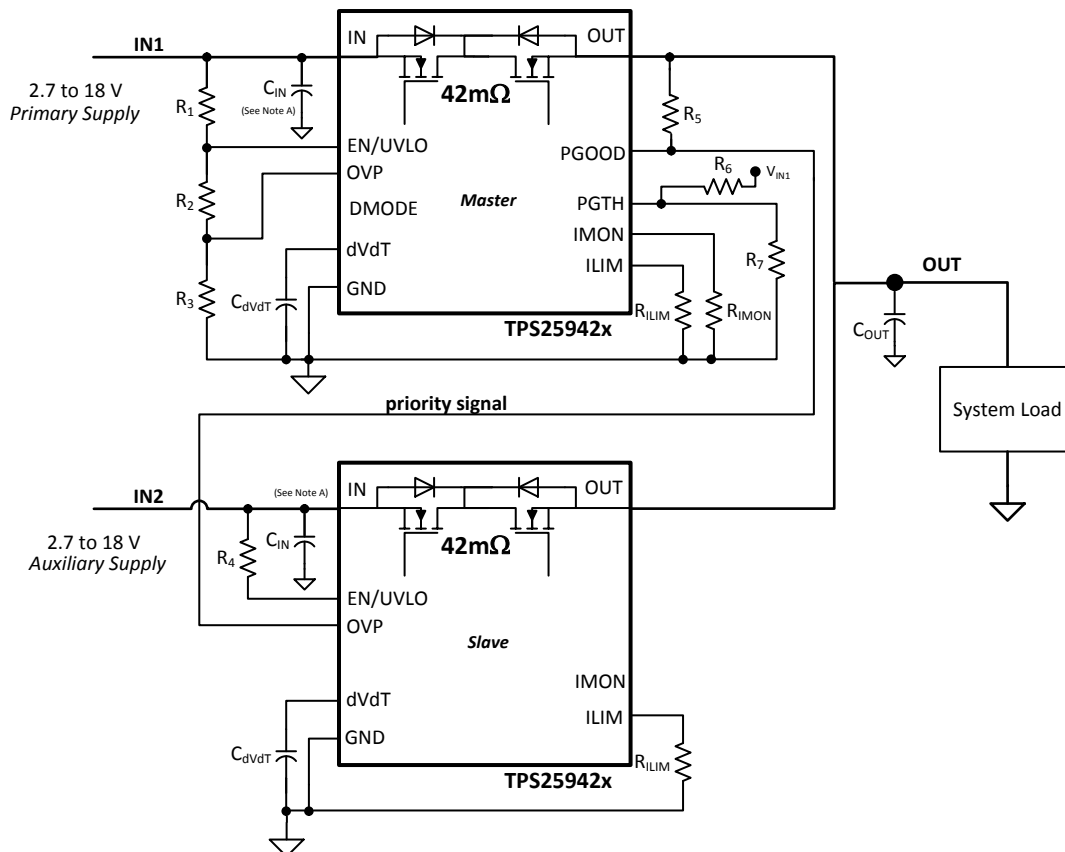 IN1
2.7 to 18 V
Primary Supply
R1
CIN
(See Note A)
R2
R3
CdVdT
IN
OUT
42mΩ
EN/UVLO
OVP
DMODE
dVdT
GND
Master
PGOOD
PGTH
IMON
ILIM
TPS25942x
R5
R6
VIN1
R7
RILIM
RIMON
OUT
COUT
System Load
priority signal
IN2
2.7 to 18 V
Auxiliary Supply
(See Note A)
CIN
R4
CdVdT
IN
OUT
42mΩ
EN/UVLO
OVP
Slave
dVdT
GND
IMON
ILIM
RILIM
TPS25942x